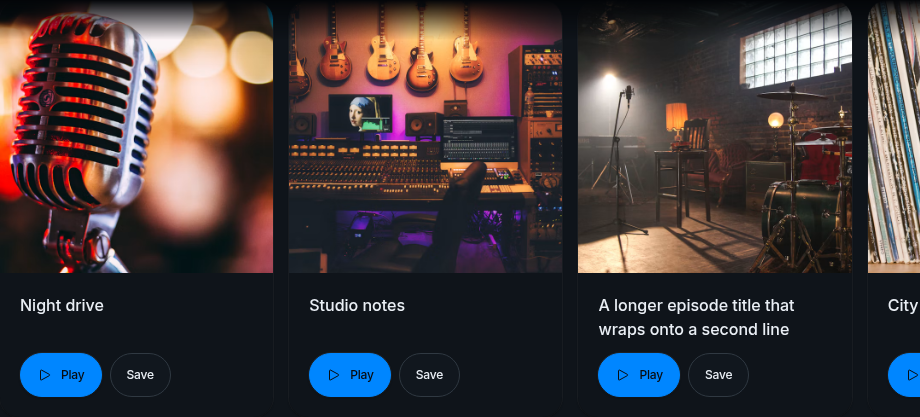 Night drive
Studio notes
A longer episode title that
wraps onto a second line
City
Play
Save
Play
Save
Play
Save